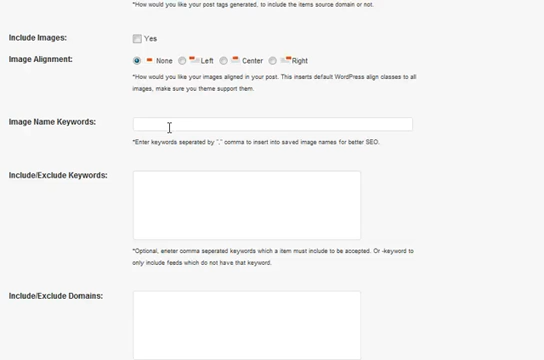 *How would you like your post tags generated, to include the items source domain or not.
Include Images: Yes
Image Alignment: None Left Center Right
*How would you like your images aligned in your post. This inserts default WordPress align classes to all
images, make sure you theme support them.
Image Name Keywords:
*Enter keywords seperated by "," comma to insert into saved image names for better SEO.
Include/Exclude Keywords:
*Optional, eneter comma seperated keywords which a item must include to be accepted. Or -keyword to
only include feeds which do not have that keyword.
Include/Exclude Domains: